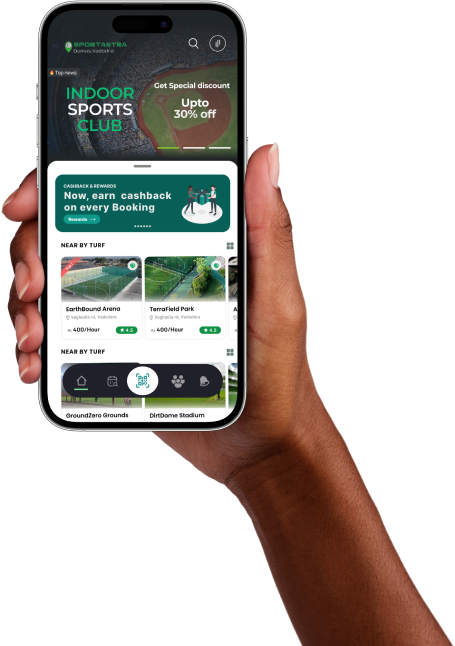 SPORTASTRA
Top news
INDOOR
SPORTS
CLUB
Get Special discount
Upto
30% off
CASHBACK & REWARDS
Now, earn cashback
on every Booking
Rewards →
NEAR BY TURF
EarthBound Arena
Vaghodia rd, Vadodara
Rs 400/Hour
★ 4.5
TerraField Park
Vaghodia rd, Vadodara
Rs 400/Hour
★ 4.5
A
NEAR BY TURF
GroundZero Grounds
DirtDome Stadium